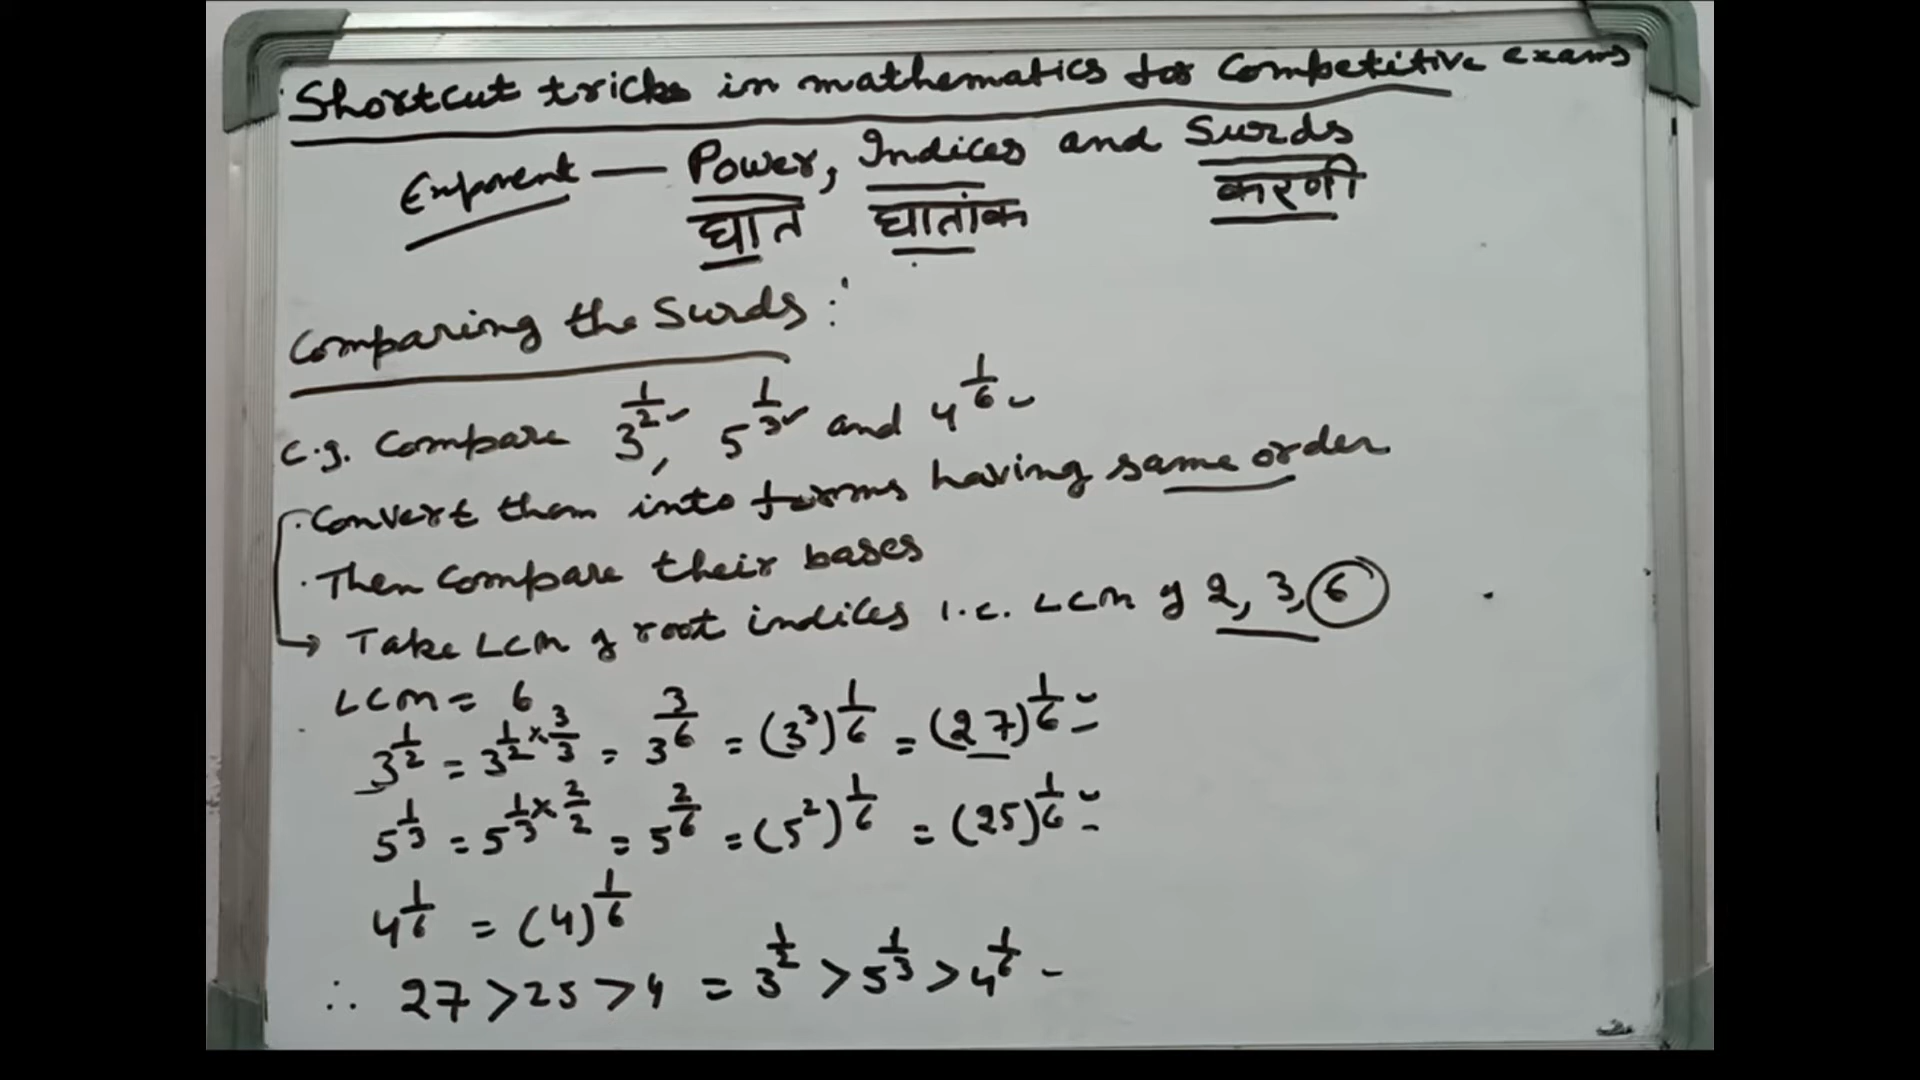 Shortcut tricks in mathematics for Competitive exams
Exponent — Power, Indices and Surds
घात घातांक करणी
Comparing the Surds :
e.g. Compare 3^(1/2), 5^(1/3) and 4^(1/6)
. Convert them into forms having same order
. Then Compare their bases
→ Take LCM of root indices i.e. LCM of 2, 3, 6
LCM = 6
3^(1/2) = 3^(1/2 × 3/3) = 3^(3/6) = (3^3)^(1/6) = (27)^(1/6)
5^(1/3) = 5^(1/3 × 2/2) = 5^(2/6) = (5^2)^(1/6) = (25)^(1/6)
4^(1/6) = (4)^(1/6)
∴ 27 > 25 > 4 = 3^(1/2) > 5^(1/3) > 4^(1/6)